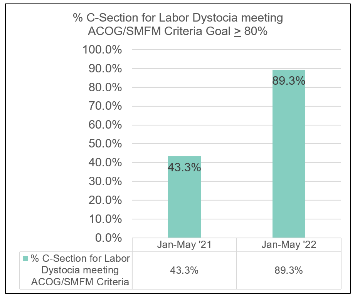 % C-Section for Labor Dystocia meeting
ACOG/SMFM Criteria Goal ≥ 80%
100.0%
90.0%
80.0%
70.0%
60.0%
50.0%
40.0%
30.0%
20.0%
10.0%
0.0%
43.3%
89.3%
Jan-May '21
Jan-May '22
% C-Section for Labor
Dystocia meeting
ACOG/SMFM Criteria
43.3%
89.3%